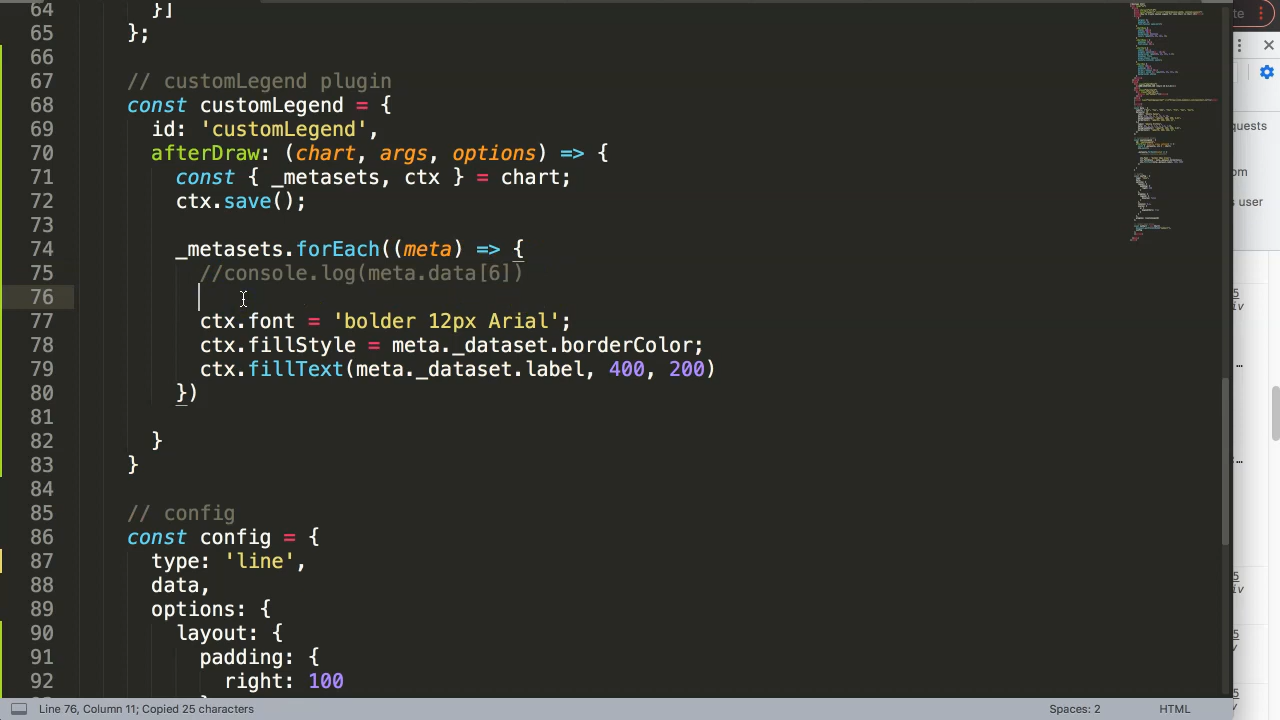 64 }]
65 };
66
67 // customLegend plugin
68 const customLegend = {
69 id: 'customLegend',
70 afterDraw: (chart, args, options) => {
71 const { _metasets, ctx } = chart;
72 ctx.save();
73
74 _metasets.forEach((meta) => {
75 //console.log(meta.data[6])
76
77 ctx.font = 'bolder 12px Arial';
78 ctx.fillStyle = meta._dataset.borderColor;
79 ctx.fillText(meta._dataset.label, 400, 200)
80 })
81
82 }
83 }
84
85 // config
86 const config = {
87 type: 'line',
88 data,
89 options: {
90 layout: {
91 padding: {
92 right: 100
Line 76, Column 11; Copied 25 characters
Spaces: 2
HTML